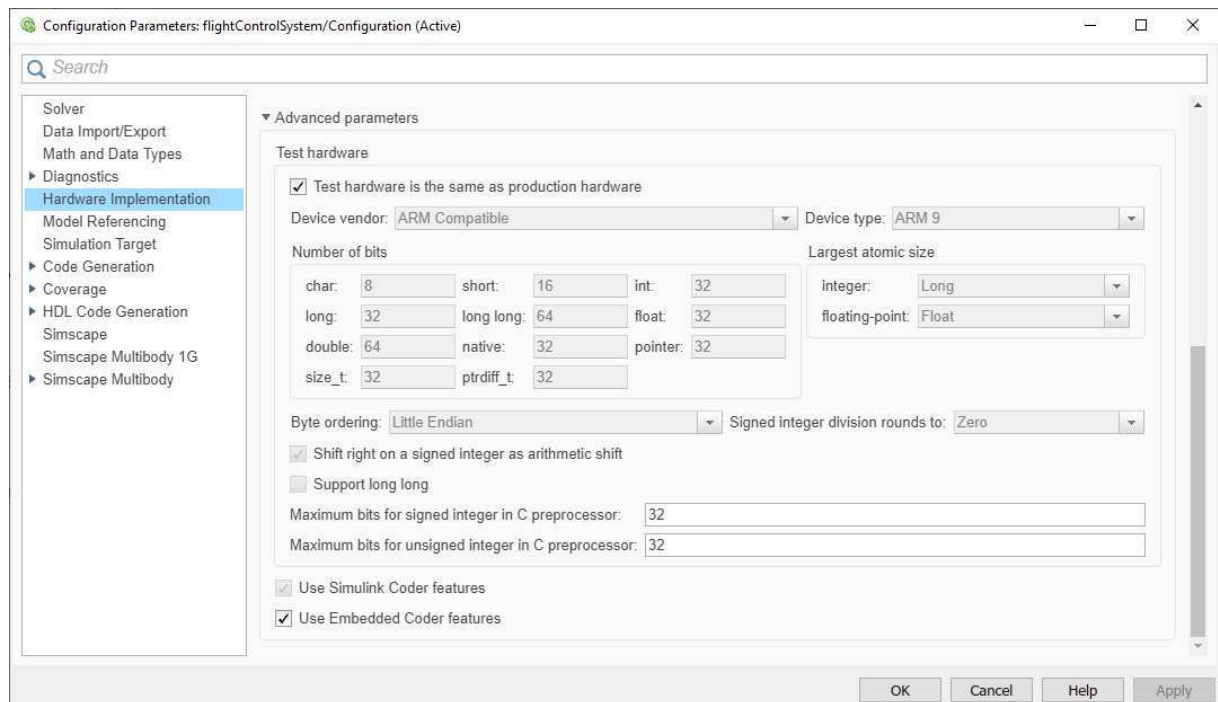 Configuration Parameters: flightControlSystem/Configuration (Active)
Search
Solver
Data Import/Export
Math and Data Types
Diagnostics
Hardware Implementation
Model Referencing
Simulation Target
Code Generation
Coverage
HDL Code Generation
Simscape
Simscape Multibody 1G
Simscape Multibody
Advanced parameters
Test hardware
Test hardware is the same as production hardware
Device vendor: ARM Compatible Device type: ARM 9
Number of bits Largest atomic size
char: 8 short: 16 int: 32 integer: Long
long: 32 long long: 64 float: 32 floating-point: Float
double: 64 native: 32 pointer: 32
size_t: 32 ptrdiff_t: 32
Byte ordering: Little Endian Signed integer division rounds to: Zero
Shift right on a signed integer as arithmetic shift
Support long long
Maximum bits for signed integer in C preprocessor: 32
Maximum bits for unsigned integer in C preprocessor: 32
Use Simulink Coder features
Use Embedded Coder features
OK Cancel Help Apply